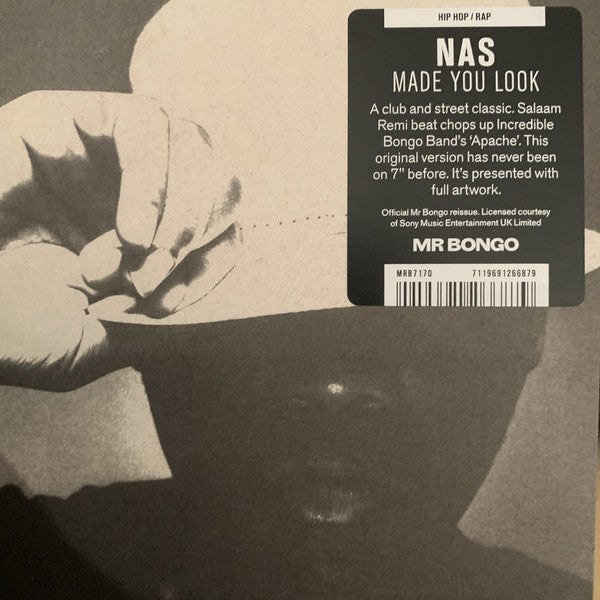 HIP HOP / RAP
NAS
MADE YOU LOOK
A club and street classic. Salaam
Remi beat chops up Incredible
Bongo Band's 'Apache'. This
original version has never been
on 7" before. It's presented with
full artwork.
Official Mr Bongo reissue. Licensed courtesy
of Sony Music Entertainment UK Limited
MR BONGO
MRB7170 7119691266879